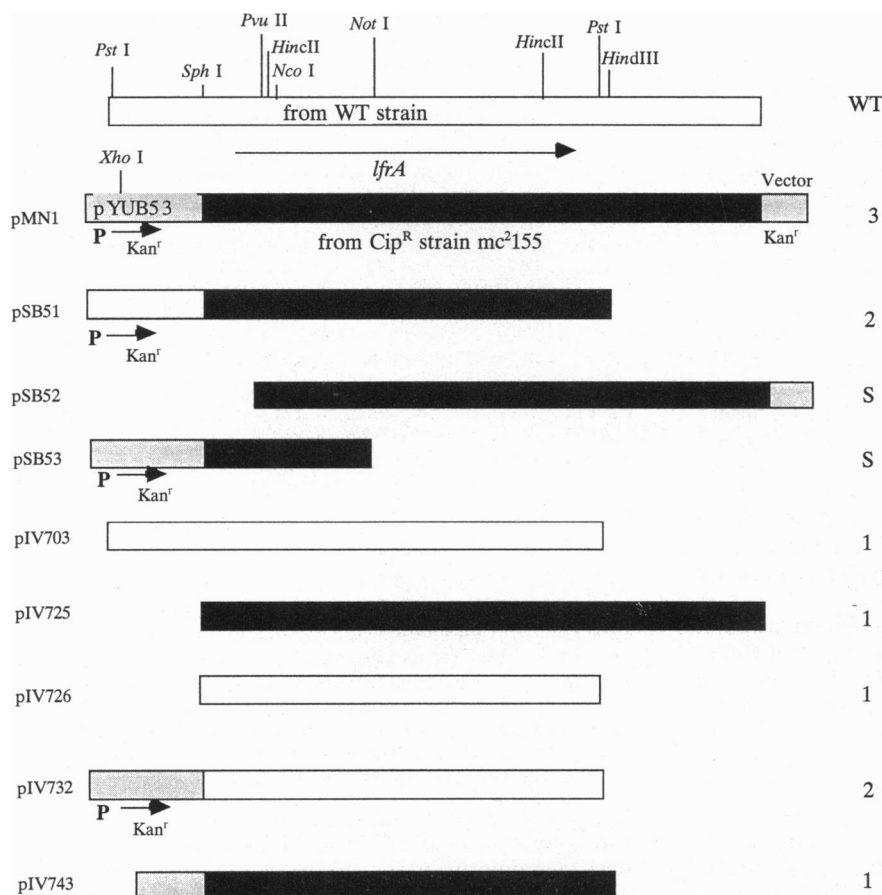 Pst I
Sph I
Pvu II
HincII
Nco I
Not I
HincII
Pst I
HindIII
from WT strain
WT
lfrA
Xho I
Vector
pMN1
pYUB53
P
Kanʳ
from Cipᴿ strain mc²155
Kanʳ
3
pSB51
P
Kanʳ
2
pSB52
S
pSB53
P
Kanʳ
S
pIV703
1
pIV725
1
pIV726
1
pIV732
P
Kanʳ
2
pIV743
1